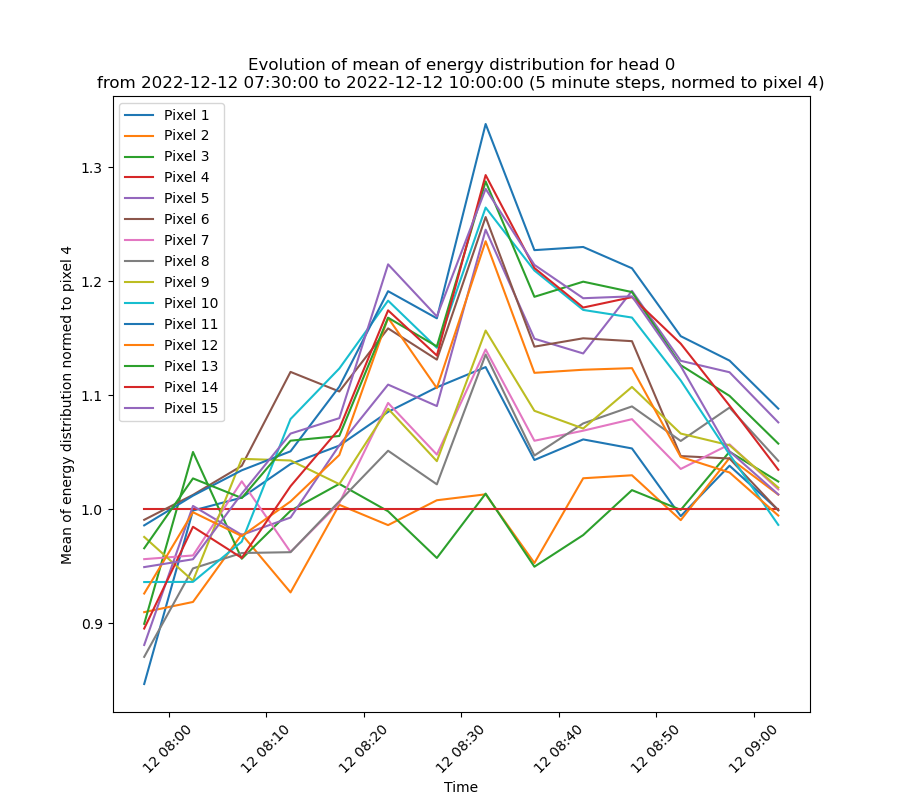 Evolution of mean of energy distribution for head 0
from 2022-12-12 07:30:00 to 2022-12-12 10:00:00 (5 minute steps, normed to pixel 4)
Pixel 1
Pixel 2
Pixel 3
Pixel 4
Pixel 5
Pixel 6
Pixel 7
Pixel 8
Pixel 9
Pixel 10
Pixel 11
Pixel 12
Pixel 13
Pixel 14
Pixel 15
Mean of energy distribution normed to pixel 4
1.3
1.2
1.1
1.0
0.9
12 08:00
12 08:10
12 08:20
12 08:30
12 08:40
12 08:50
12 09:00
Time